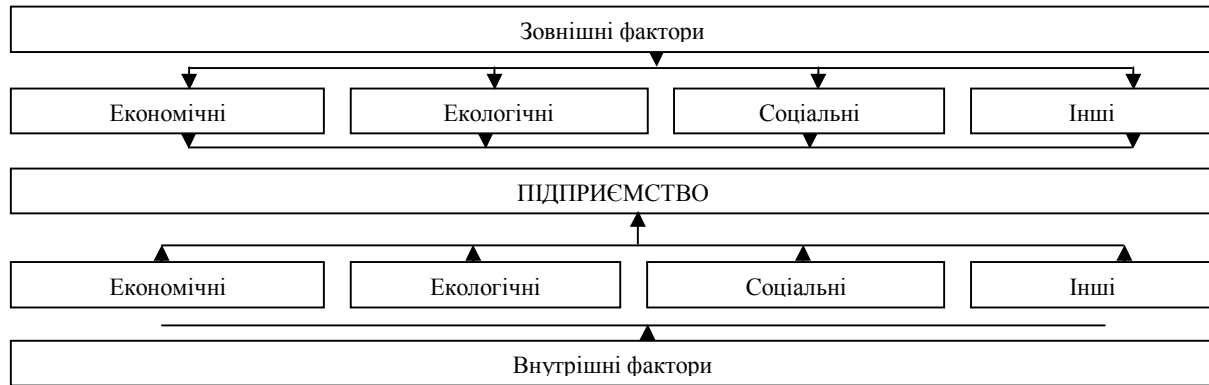 Зовнішні фактори
Економічні Екологічні Соціальні Інші
ПІДПРИЄМСТВО
Економічні Екологічні Соціальні Інші
Внутрішні фактори